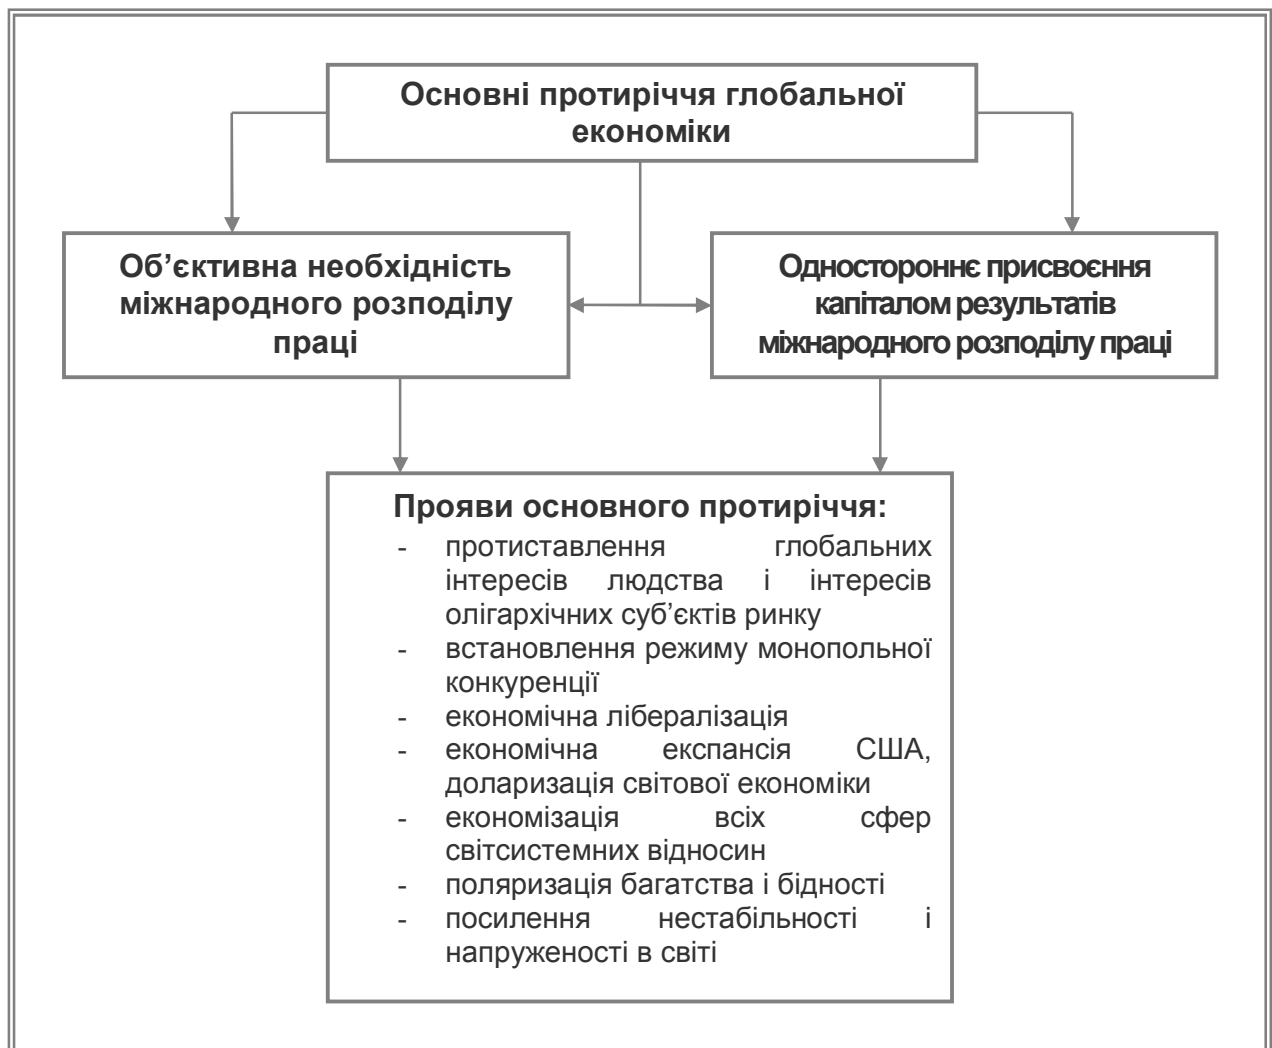 Основні протиріччя глобальної
економіки
Об’єктивна необхідність
міжнародного розподілу
праці
Одностороннє присвоєння
капіталом результатів
міжнародного розподілу праці
Прояви основного протиріччя:
- протиставлення глобальних
інтересів людства і інтересів
олігархічних суб’єктів ринку
- встановлення режиму монопольної
конкуренції
- економічна лібералізація
- економічна експансія США,
доларизація світової економіки
- економізація всіх сфер
світсистемних відносин
- поляризація багатства і бідності
- посилення нестабільності і
напруженості в світі